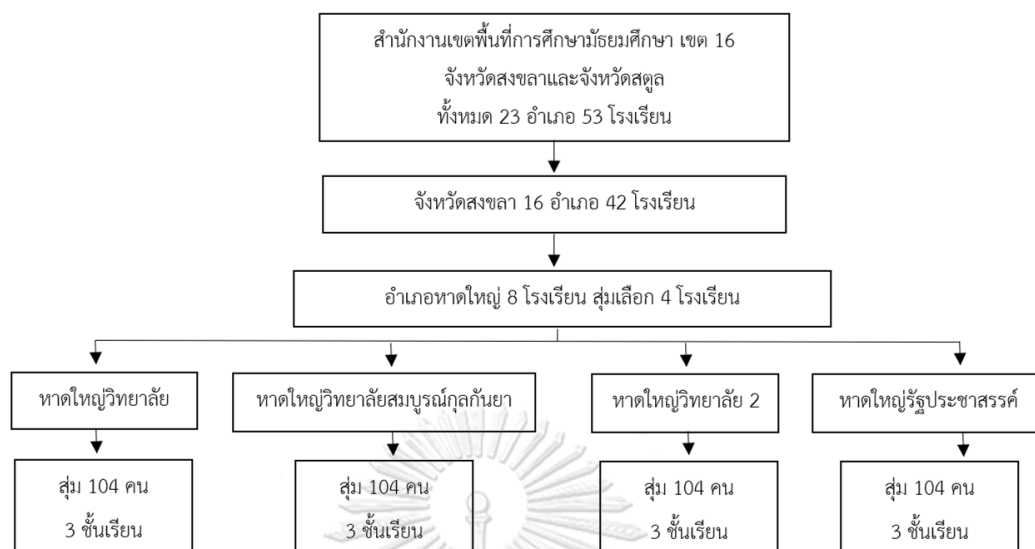 สำนักงานเขตพื้นที่การศึกษามัธยมศึกษา เขต 16
จังหวัดสงขลาและจังหวัดสตูล
ทั้งหมด 23 อำเภอ 53 โรงเรียน
จังหวัดสงขลา 16 อำเภอ 42 โรงเรียน
อำเภอหาดใหญ่ 8 โรงเรียน สุ่มเลือก 4 โรงเรียน
หาดใหญ่วิทยาลัย
หาดใหญ่วิทยาลัยสมบูรณ์กุลกันยา
หาดใหญ่วิทยาลัย 2
หาดใหญ่รัฐประชาสรรค์
สุ่ม 104 คน
3 ชั้นเรียน
สุ่ม 104 คน
3 ชั้นเรียน
สุ่ม 104 คน
3 ชั้นเรียน
สุ่ม 104 คน
3 ชั้นเรียน